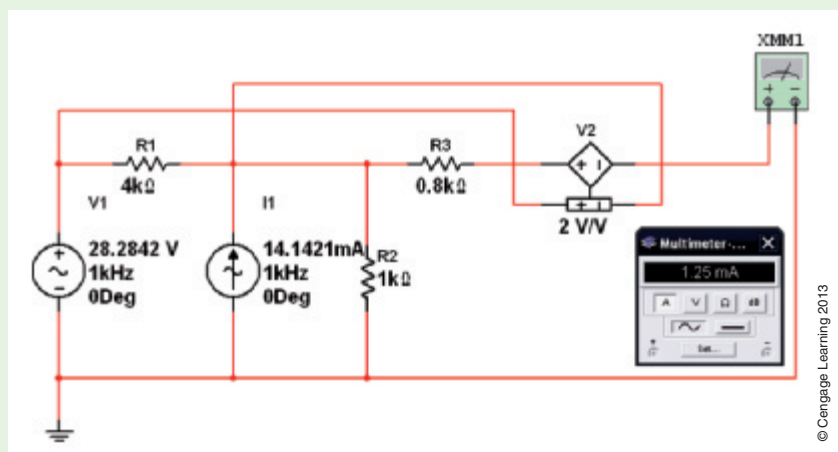 XMM1
R1
4kΩ
R3
0.8kΩ
V2
2 V/V
V1
28.2842 V
1kHz
0Deg
I1
14.1421mA
1kHz
0Deg
R2
1kΩ
Multimeter-... X
1.25 mA
A V Ω dB
Set...
© Cengage Learning 2013